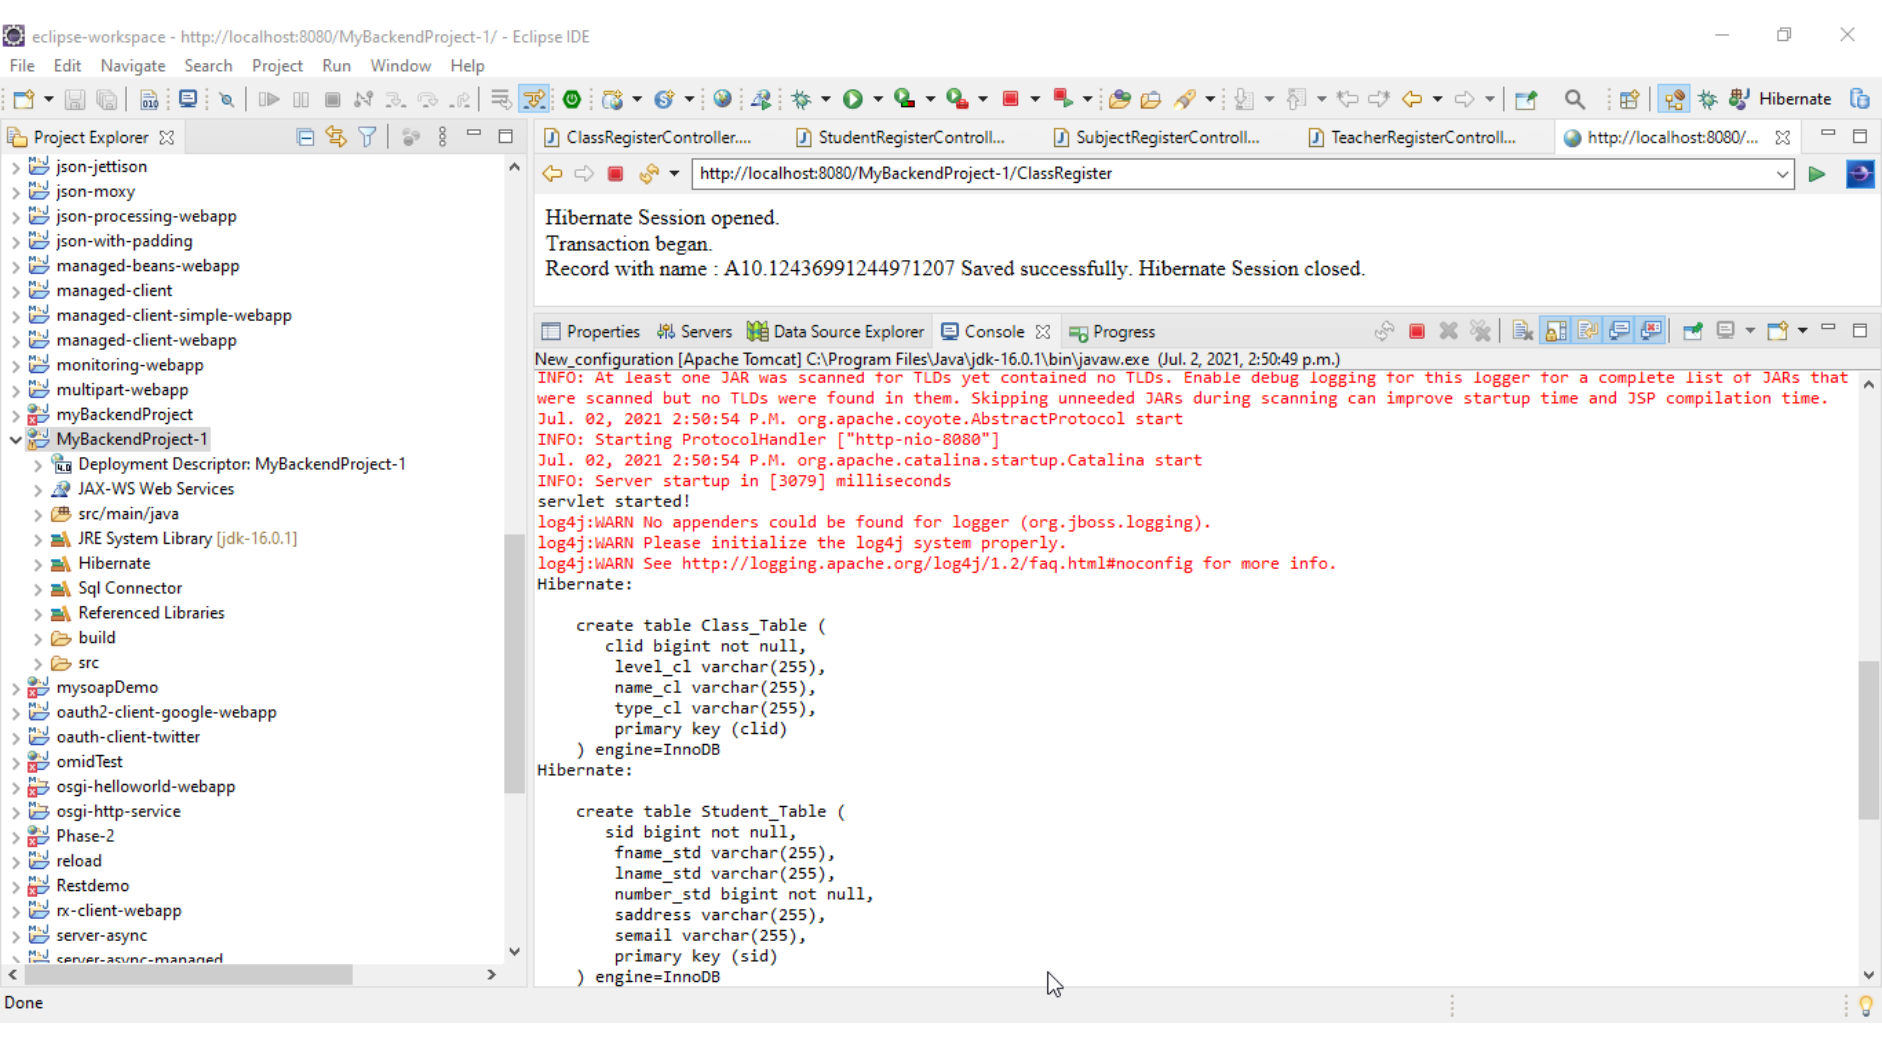 eclipse-workspace - http://localhost:8080/MyBackendProject-1/ - Eclipse IDE
File Edit Navigate Search Project Run Window Help
Hibernate
Project Explorer
json-jettison
json-moxy
json-processing-webapp
json-with-padding
managed-beans-webapp
managed-client
managed-client-simple-webapp
managed-client-webapp
monitoring-webapp
multipart-webapp
myBackendProject
MyBackendProject-1
Deployment Descriptor: MyBackendProject-1
JAX-WS Web Services
src/main/java
JRE System Library [jdk-16.0.1]
Hibernate
Sql Connector
Referenced Libraries
build
src
mysoapDemo
oauth2-client-google-webapp
oauth-client-twitter
omidTest
osgi-helloworld-webapp
osgi-http-service
Phase-2
reload
Restdemo
rx-client-webapp
server-async
server-async-managed
ClassRegisterController.... StudentRegisterControll... SubjectRegisterControll... TeacherRegisterControll... http://localhost:8080/...
http://localhost:8080/MyBackendProject-1/ClassRegister
Hibernate Session opened.
Transaction began.
Record with name : A10.12436991244971207 Saved successfully. Hibernate Session closed.
Properties Servers Data Source Explorer Console Progress
New_configuration [Apache Tomcat] C:\Program Files\Java\jdk-16.0.1\bin\javaw.exe (Jul. 2, 2021, 2:50:49 p.m.)
INFO: At least one JAR was scanned for TLDs yet contained no TLDs. Enable debug logging for this logger for a complete list of JARs that
were scanned but no TLDs were found in them. Skipping unneeded JARs during scanning can improve startup time and JSP compilation time.
Jul. 02, 2021 2:50:54 P.M. org.apache.coyote.AbstractProtocol start
INFO: Starting ProtocolHandler ["http-nio-8080"]
Jul. 02, 2021 2:50:54 P.M. org.apache.catalina.startup.Catalina start
INFO: Server startup in [3079] milliseconds
servlet started!
log4j:WARN No appenders could be found for logger (org.jboss.logging).
log4j:WARN Please initialize the log4j system properly.
log4j:WARN See http://logging.apache.org/log4j/1.2/faq.html#noconfig for more info.
Hibernate:
create table Class_Table (
clid bigint not null,
level_cl varchar(255),
name_cl varchar(255),
type_cl varchar(255),
primary key (clid)
) engine=InnoDB
Hibernate:
create table Student_Table (
sid bigint not null,
fname_std varchar(255),
lname_std varchar(255),
number_std bigint not null,
saddress varchar(255),
semail varchar(255),
primary key (sid)
) engine=InnoDB
Done